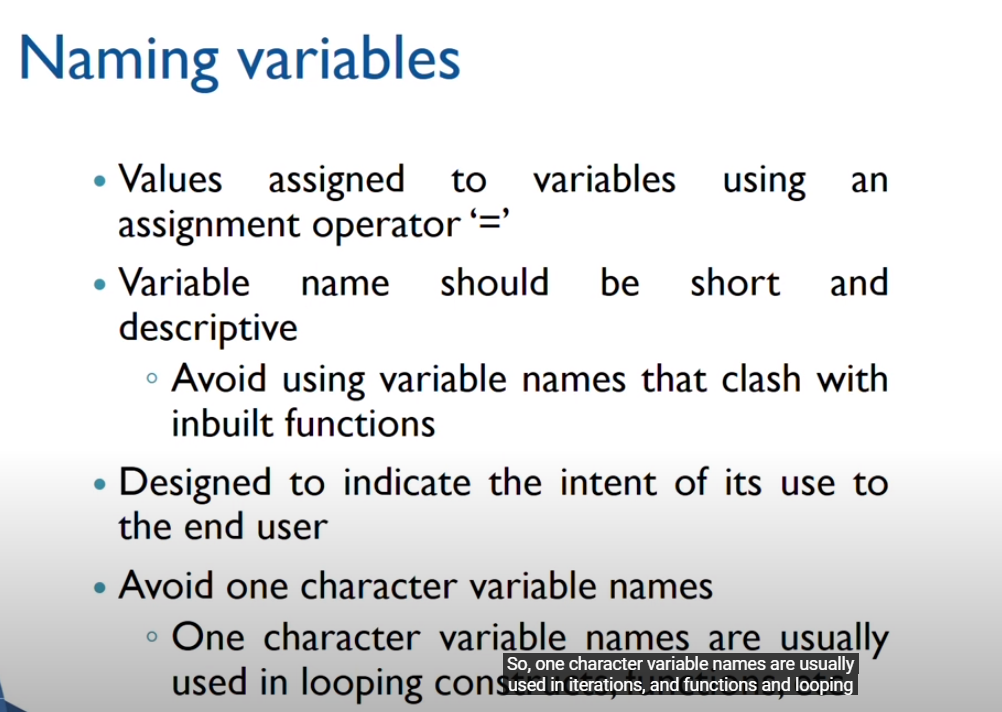 Naming variables
• Values assigned to variables using an
assignment operator ‘=’
• Variable name should be short and
descriptive
◦ Avoid using variable names that clash with
inbuilt functions
• Designed to indicate the intent of its use to
the end user
• Avoid one character variable names
◦ One character variable names are usually
used in looping constructs, functions, etc
So, one character variable names are usually
used in iterations, and functions and looping